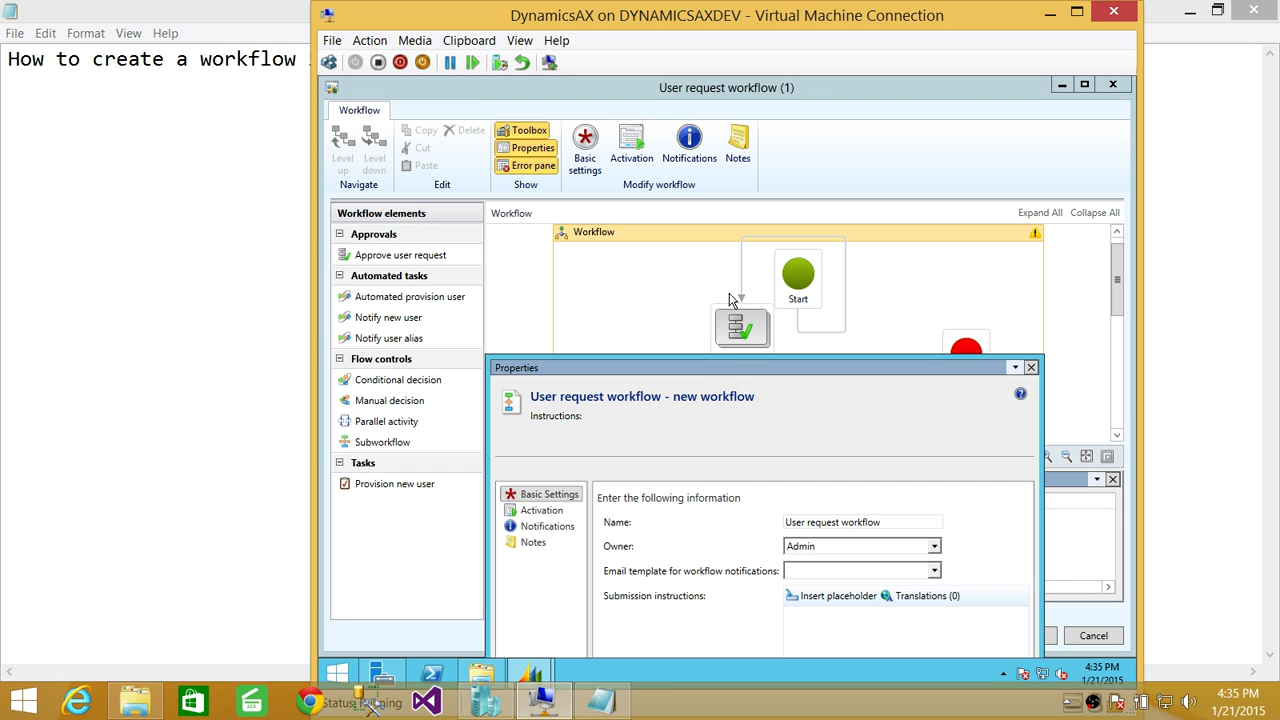 DynamicsAX on DYNAMICSAXDEV - Virtual Machine Connection
File Edit Format View Help
How to create a workflow
File Action Media Clipboard View Help
User request workflow (1)
Workflow
Level up
Level down
Navigate
Copy
Delete
Cut
Paste
Edit
Toolbox
Properties
Error pane
Show
Basic settings
Activation
Notifications
Notes
Modify workflow
Workflow elements
Approvals
Approve user request
Automated tasks
Automated provision user
Notify new user
Notify user alias
Flow controls
Conditional decision
Manual decision
Parallel activity
Subworkflow
Tasks
Provision new user
Workflow
Expand All Collapse All
Workflow
Start
Properties
User request workflow - new workflow
Instructions:
Basic Settings
Activation
Notifications
Notes
Enter the following information
Name: User request workflow
Owner: Admin
Email template for workflow notifications:
Submission instructions: Insert placeholder Translations (0)
Cancel
4:35 PM
1/21/2015
Status: Running
4:35 PM
1/21/2015